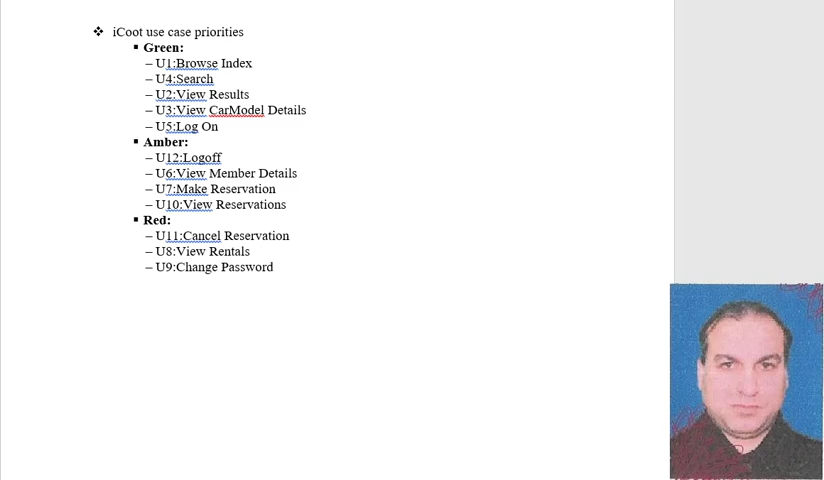 ❖ iCoot use case priorities
▪ Green:
– U1:Browse Index
– U4:Search
– U2:View Results
– U3:View CarModel Details
– U5:Log On
▪ Amber:
– U12:Logoff
– U6:View Member Details
– U7:Make Reservation
– U10:View Reservations
▪ Red:
– U11:Cancel Reservation
– U8:View Rentals
– U9:Change Password